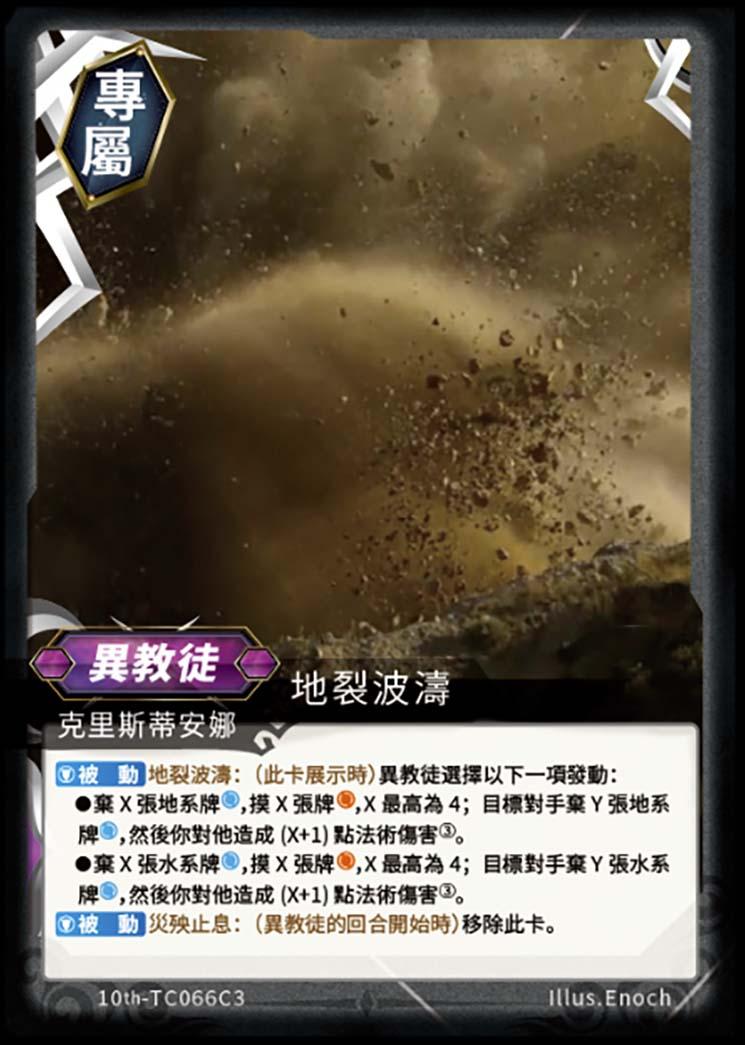 專屬
異教徒
地裂波濤
克里斯蒂安娜
被 動 地裂波濤：（此卡展示時）異教徒選擇以下一項發動：
●棄 X 張地系牌,摸 X 張牌,X 最高為 4；目標對手棄 Y 張地系
牌,然後你對他造成 (X+1) 點法術傷害③。
●棄 X 張水系牌,摸 X 張牌,X 最高為 4；目標對手棄 Y 張水系
牌,然後你對他造成 (X+1) 點法術傷害③。
被 動 災殃止息：（異教徒的回合開始時）移除此卡。
10th-TC066C3
Illus.Enoch